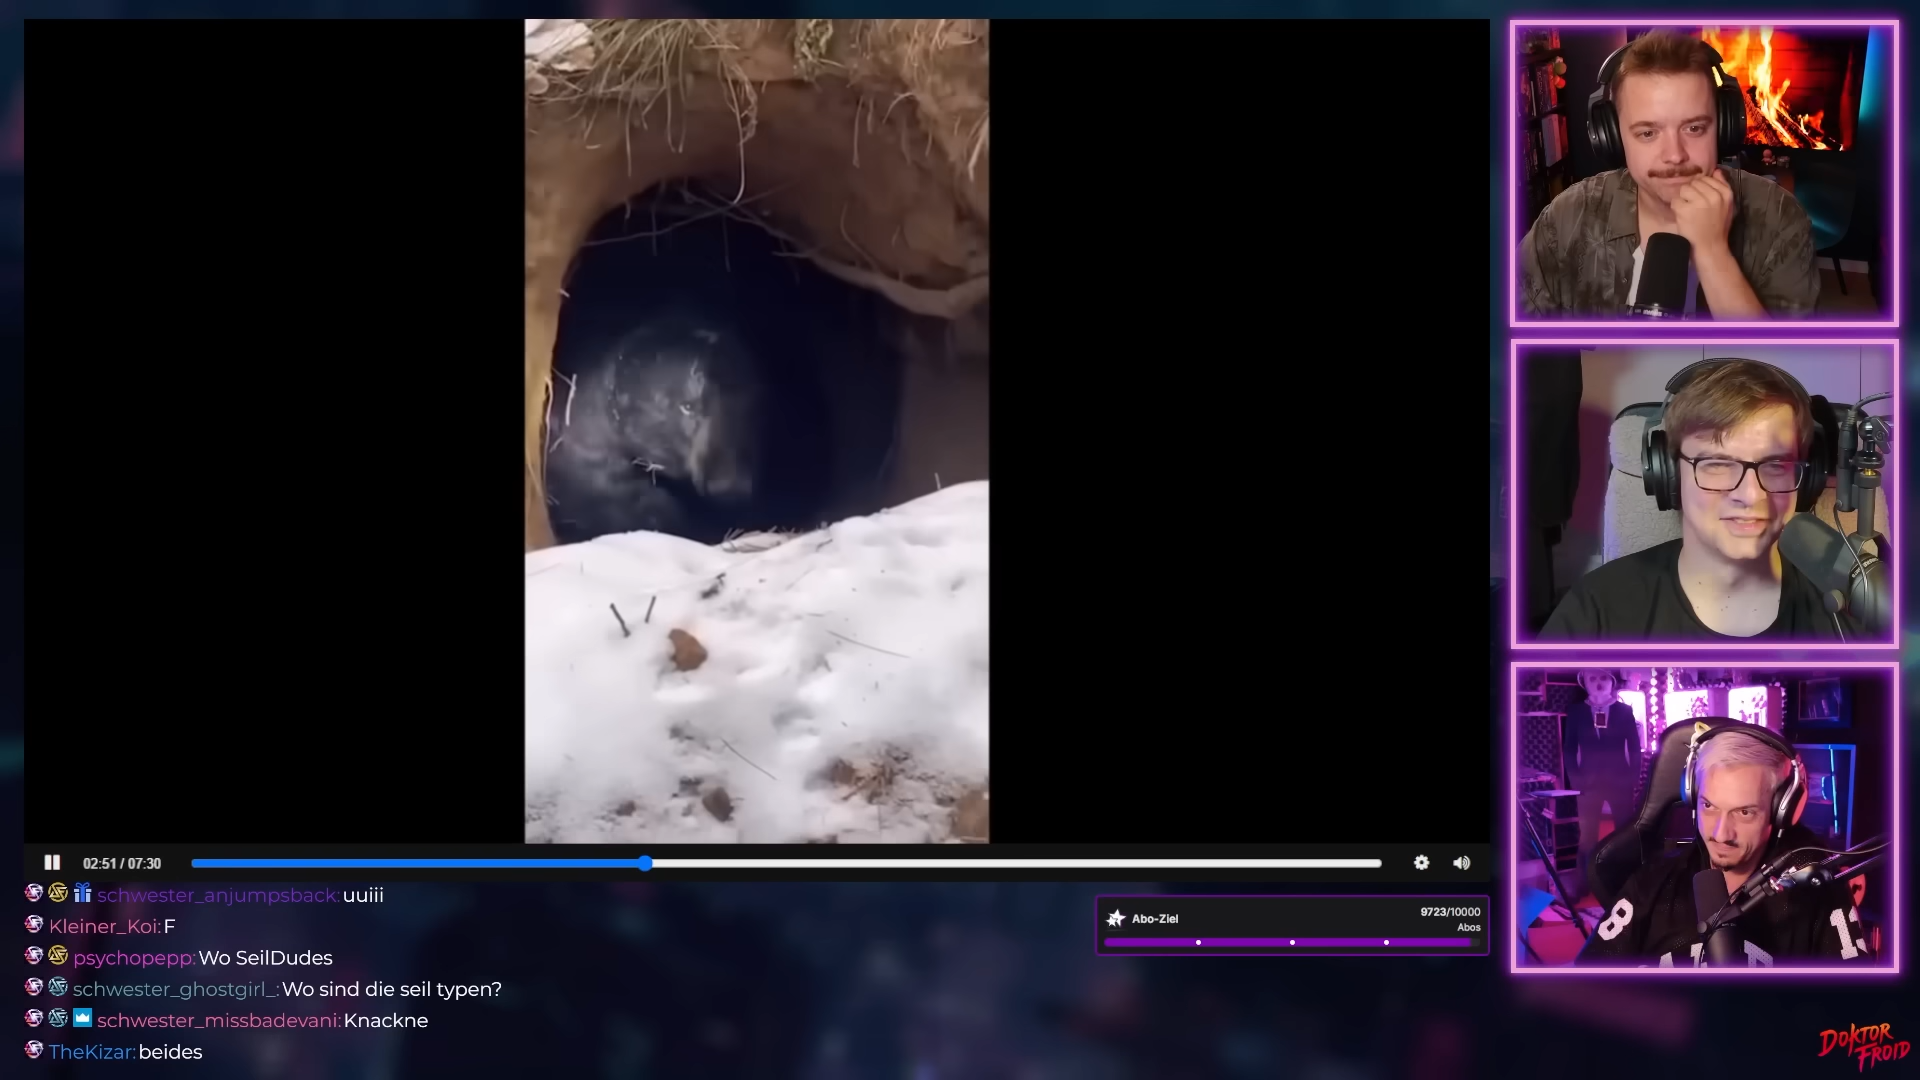 02:51 / 07:30
schwester_anjumpsback: uuiii
Kleiner_Koi: F
psychopepp: Wo SeilDudes
schwester_ghostgirl_: Wo sind die seil typen?
schwester_missbadevani: Knackne
TheKizar: beides
Abo-Ziel
9723/10000
Abos
DOKTOR
FROID